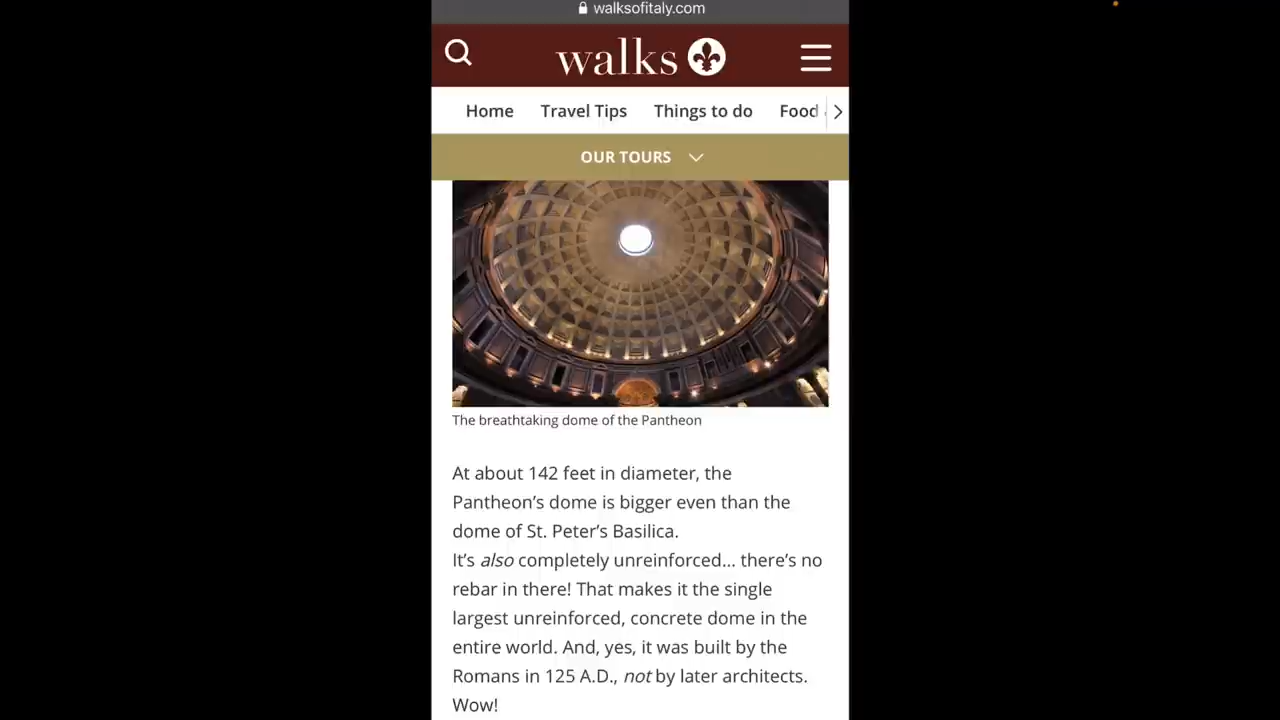 walksofitaly.com
walks
Home Travel Tips Things to do Food
OUR TOURS
The breathtaking dome of the Pantheon
At about 142 feet in diameter, the
Pantheon’s dome is bigger even than the
dome of St. Peter’s Basilica.
It’s also completely unreinforced… there’s no
rebar in there! That makes it the single
largest unreinforced, concrete dome in the
entire world. And, yes, it was built by the
Romans in 125 A.D., not by later architects.
Wow!